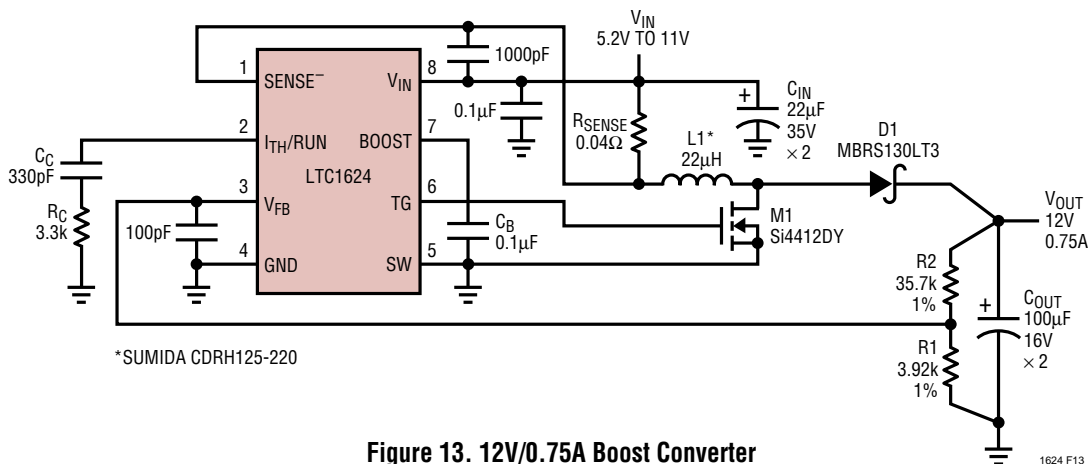 V_IN
5.2V TO 11V
1000pF
1
SENSE⁻
V_IN
8
0.1µF
R_SENSE
0.04Ω
+
C_IN
22µF
35V
× 2
2
I_TH/RUN
BOOST
7
C_C
330pF
R_C
3.3k
LTC1624
L1*
22µH
D1
MBRS130LT3
3
V_FB
TG
6
100pF
C_B
0.1µF
M1
Si4412DY
V_OUT
12V
0.75A
4
GND
SW
5
R2
35.7k
1%
+
C_OUT
100µF
16V
× 2
R1
3.92k
1%
*SUMIDA CDRH125-220
Figure 13. 12V/0.75A Boost Converter
1624 F13